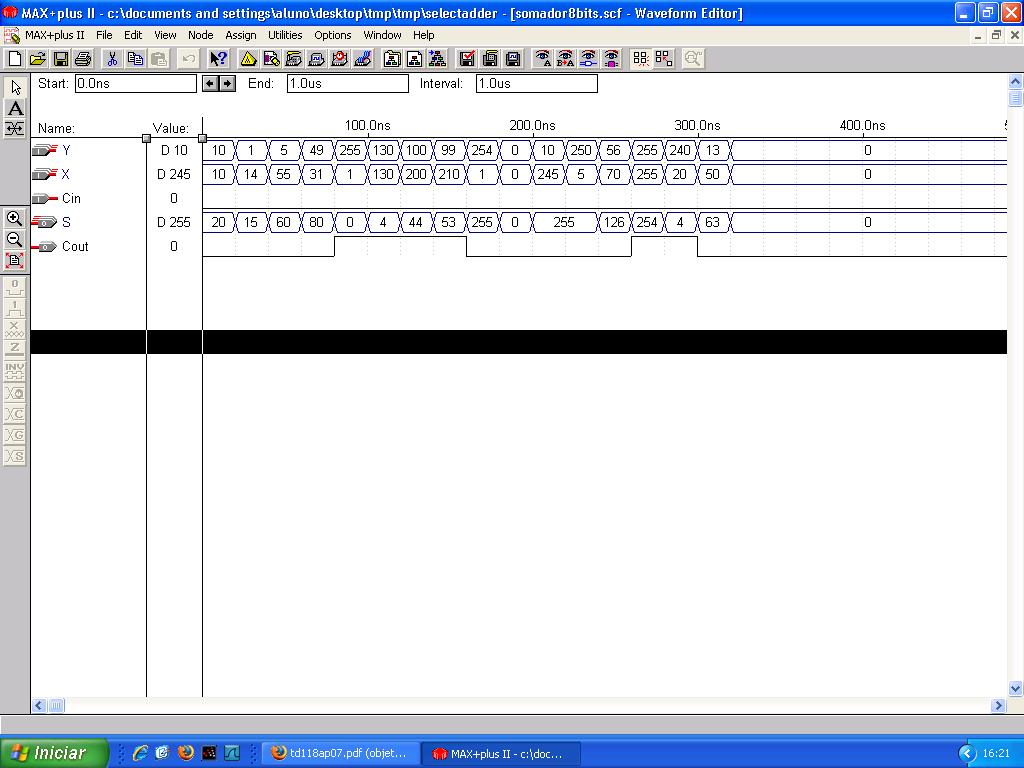 MAX+plus II - c:\documents and settings\aluno\desktop\tmp\tmp\selectadder - [somador8bits.scf - Waveform Editor]
MAX+plus II File Edit View Node Assign Utilities Options Window Help
Start: 0.0ns End: 1.0us Interval: 1.0us
Name: Value: 100.0ns 200.0ns 300.0ns 400.0ns 5
Y D 10 10 1 5 49 255 130 100 99 254 0 10 250 56 255 240 13 0
X D 245 10 14 55 31 1 130 200 210 1 0 245 5 70 255 20 50 0
Cin 0
S D 255 20 15 60 80 0 4 44 53 255 0 255 126 254 4 63 0
Cout 0
A
0
1
X
Z
INV
C
G
S
Iniciar td118ap07.pdf (objet... MAX+plus II - c:\doc... 16:21